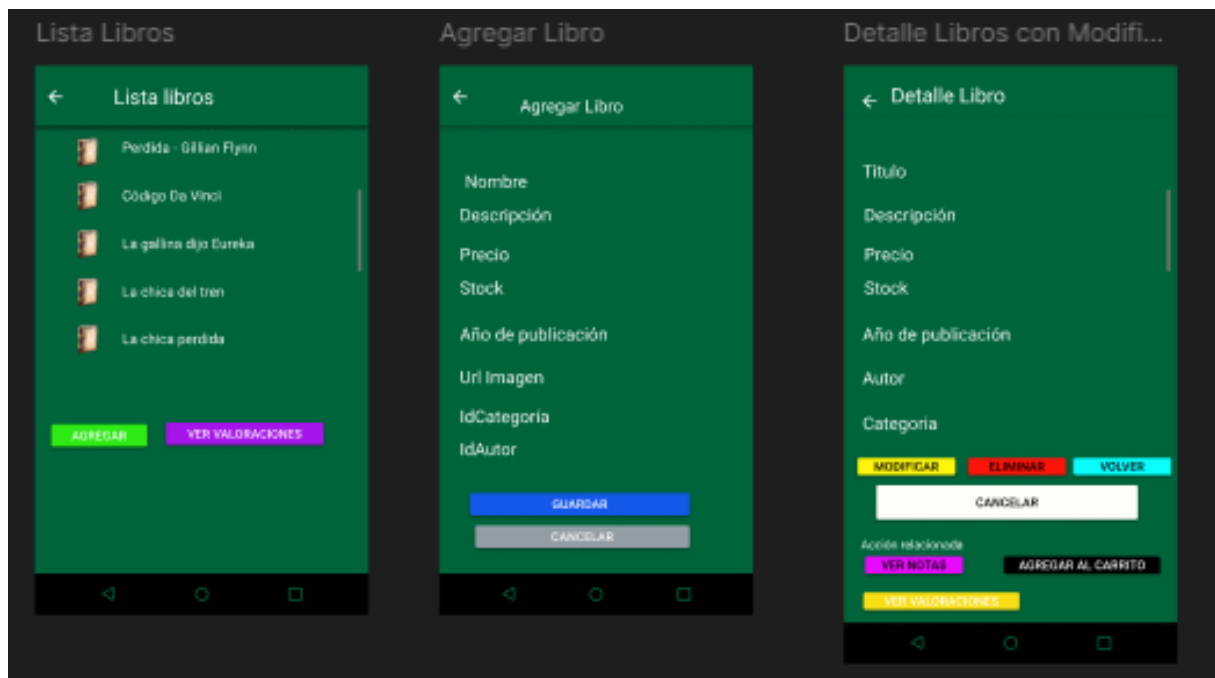 Lista Libros
Lista libros
Perdida - Gillian Flynn
Código Da Vinci
La gallina dijo Eureka
La chica del tren
La chica perdida
AGREGAR
VER VALORACIONES
Agregar Libro
Agregar Libro
Nombre
Descripción
Precio
Stock
Año de publicación
Url Imagen
IdCategoria
IdAutor
GUARDAR
CANCELAR
Detalle Libros con Modifi...
Detalle Libro
Titulo
Descripción
Precio
Stock
Año de publicación
Autor
Categoria
MODIFICAR
ELIMINAR
VOLVER
CANCELAR
Acción relacionada
VER NOTAS
AGREGAR AL CARRITO
VER VALORACIONES